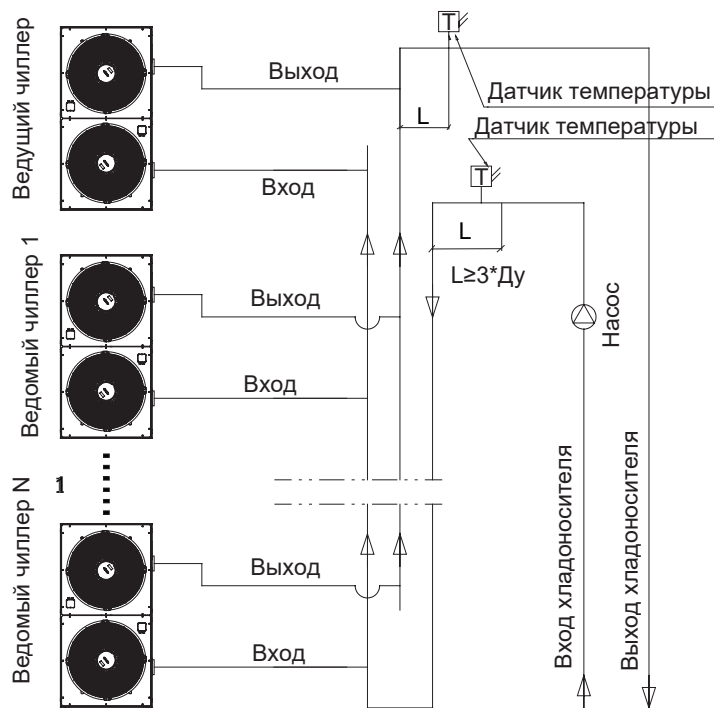 Ведущий чиллер
Выход
T
Датчик температуры
Датчик температуры
L
T
Вход
L
L≥3*Ду
Ведомый чиллер 1
Выход
Насос
Вход
1
Ведомый чиллер N
Выход
Вход
Вход хладоносителя
Выход хладоносителя